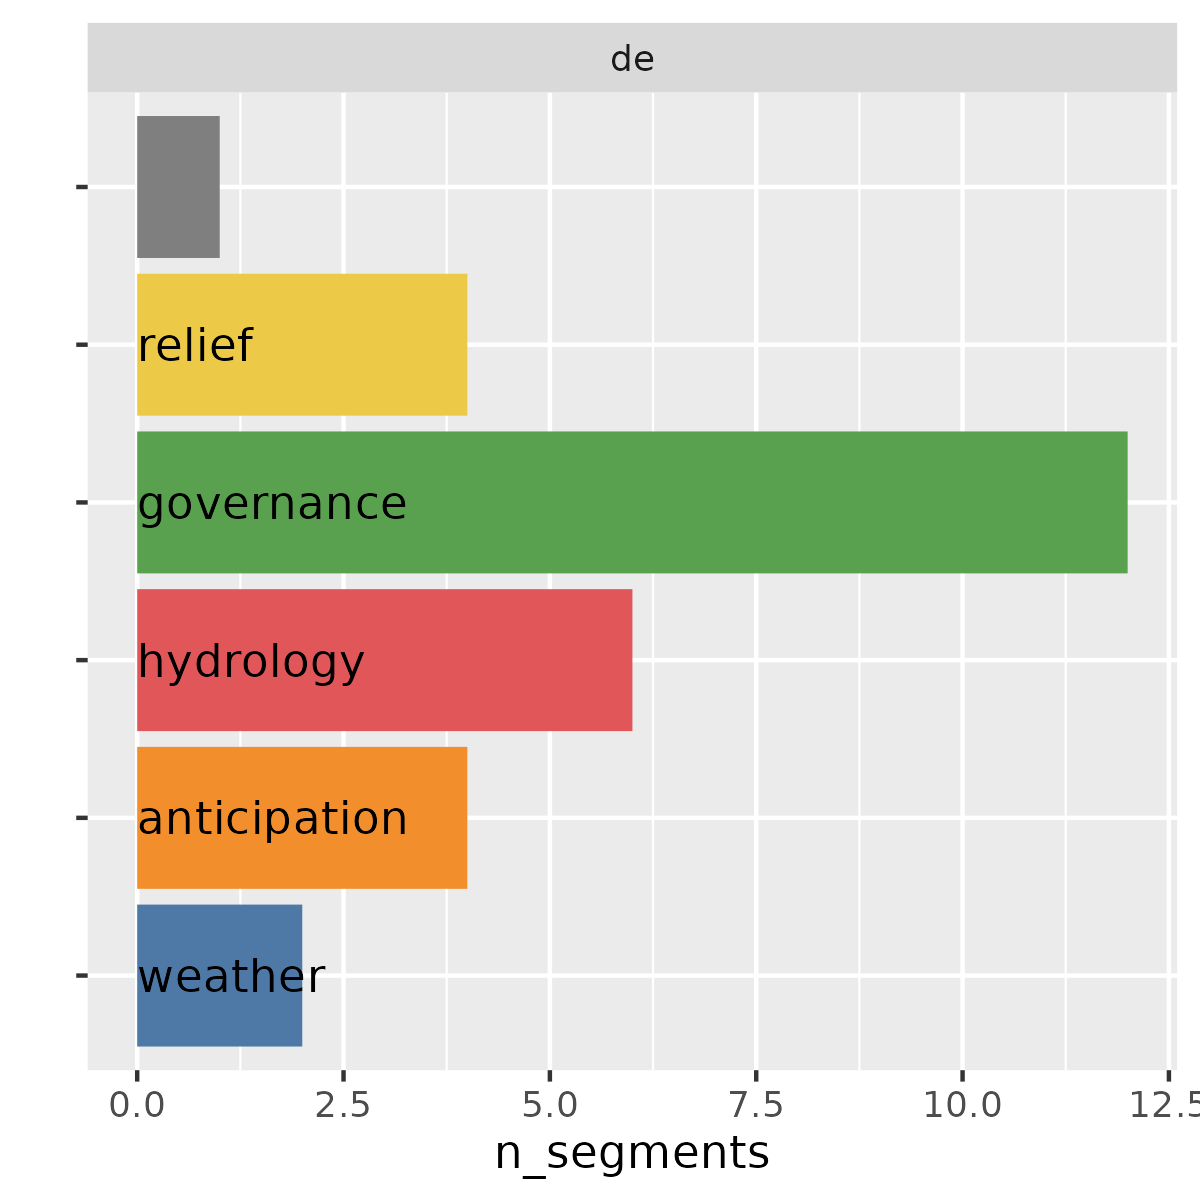 de
relief
governance
hydrology
anticipation
weather
0.0 2.5 5.0 7.5 10.0 12.5
n_segments